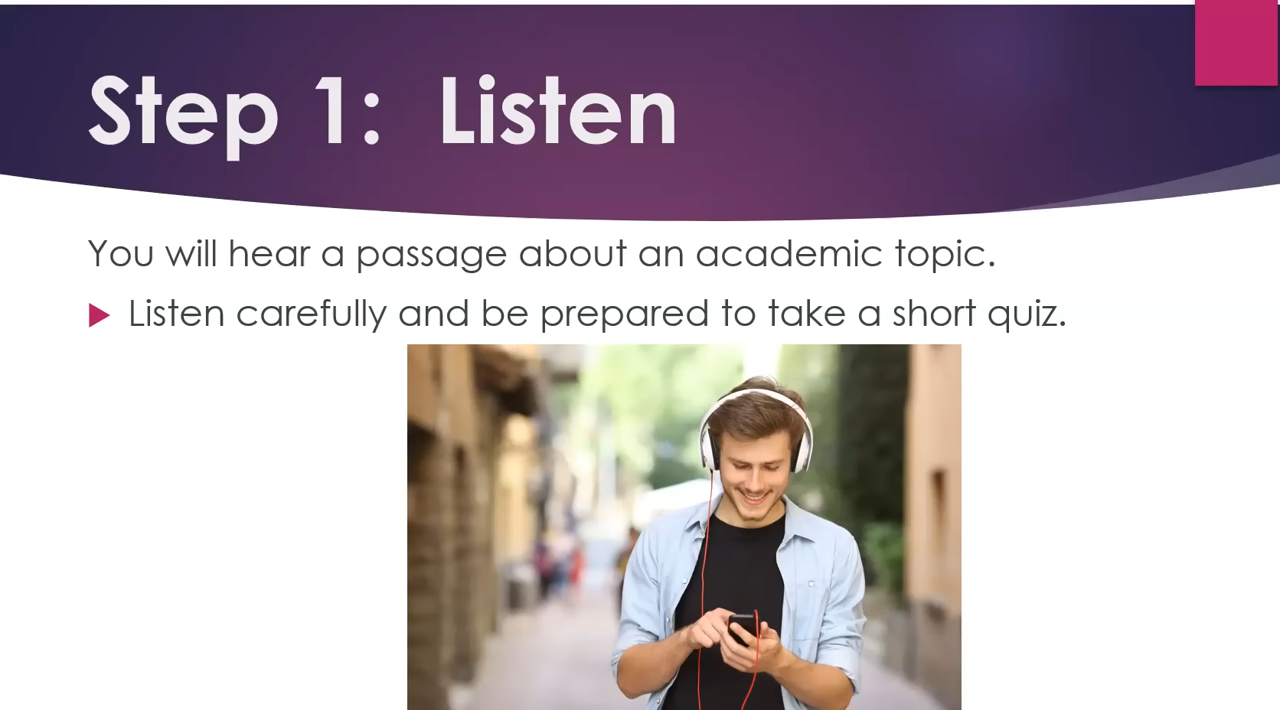 Step 1: Listen
You will hear a passage about an academic topic.
Listen carefully and be prepared to take a short quiz.